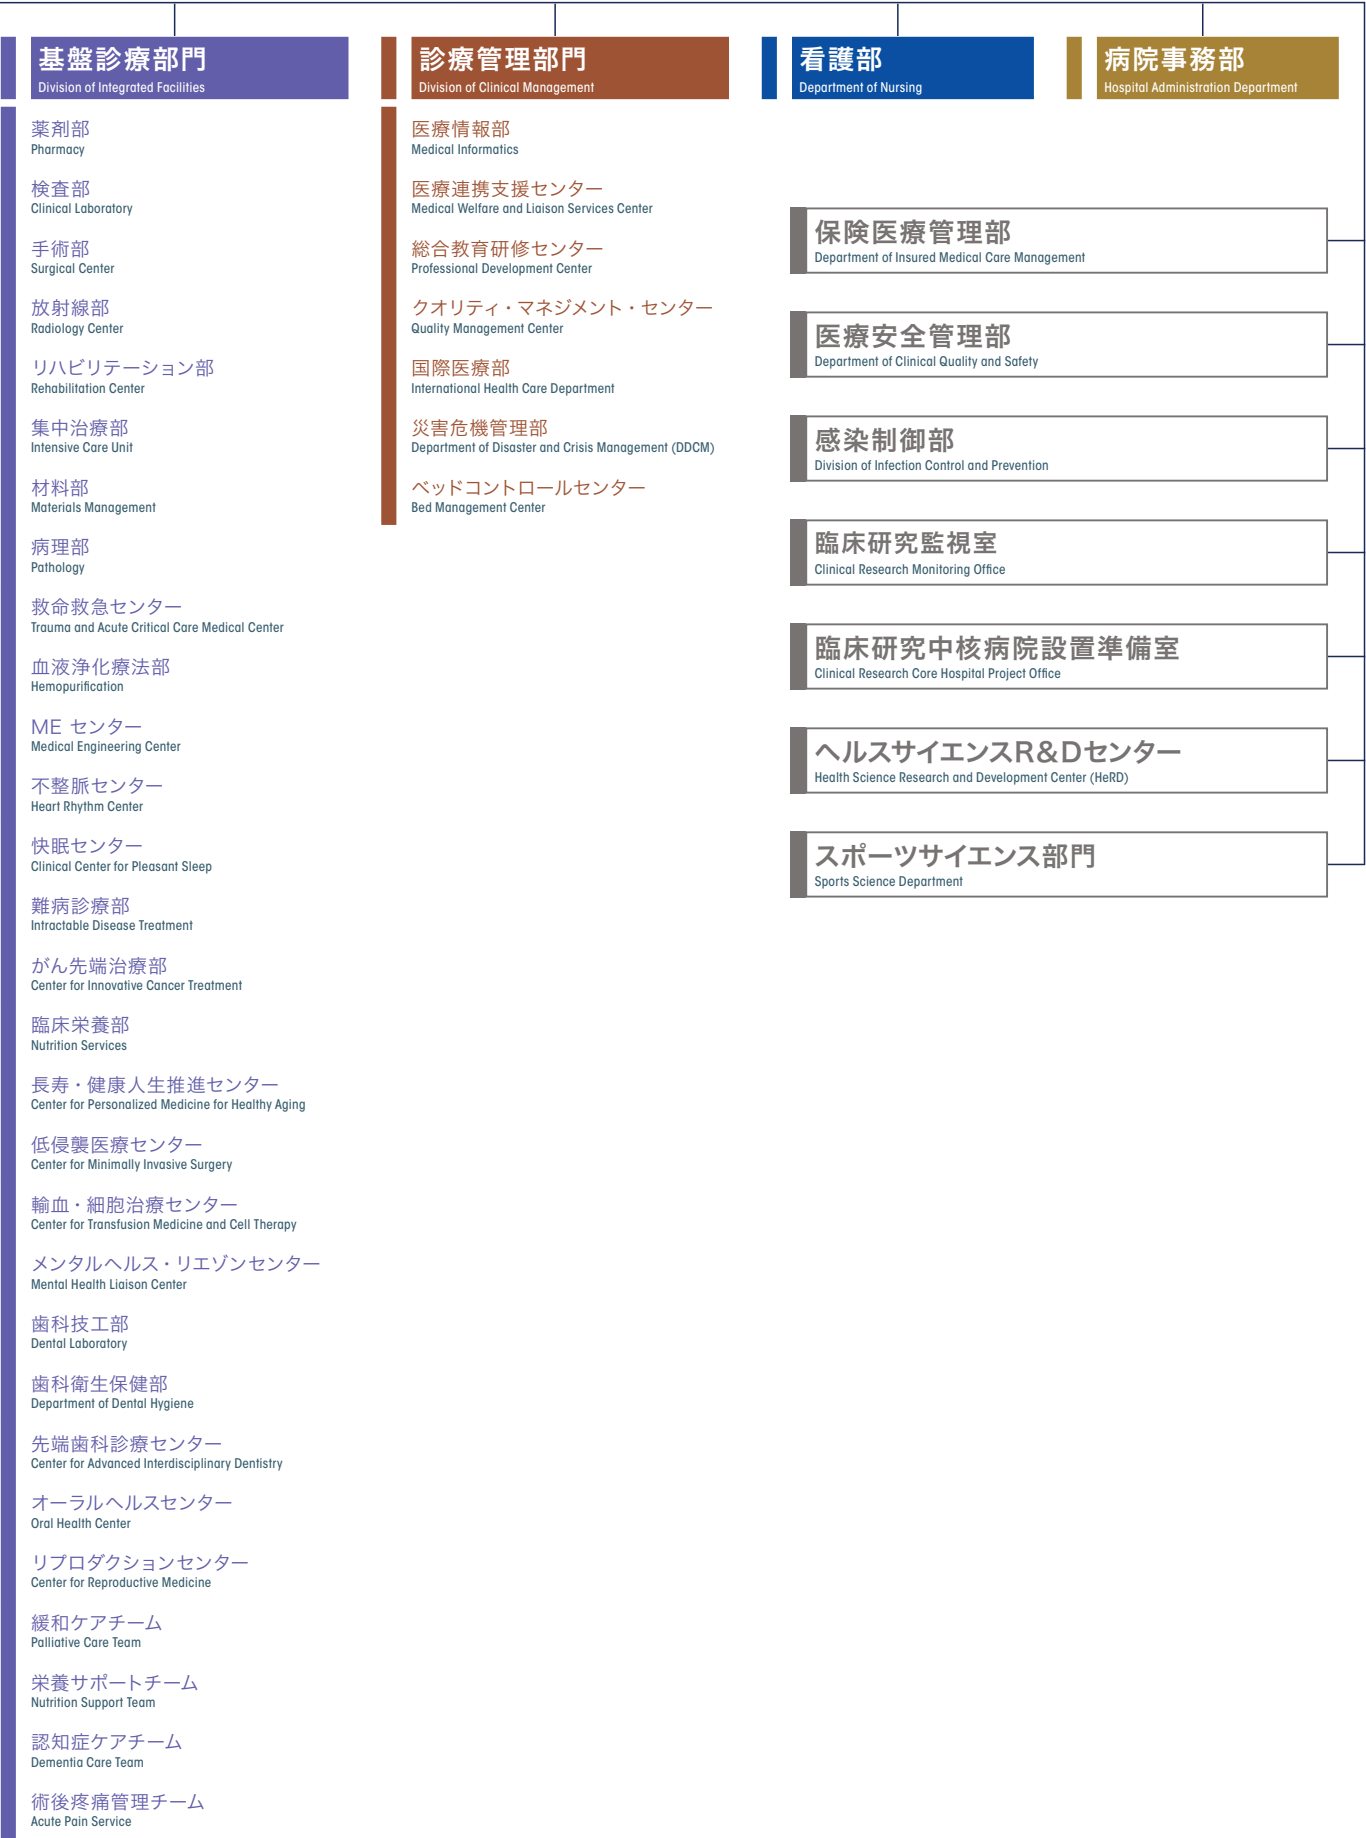 基盤診療部門
Division of Integrated Facilities
薬剤部
Pharmacy
検査部
Clinical Laboratory
手術部
Surgical Center
放射線部
Radiology Center
リハビリテーション部
Rehabilitation Center
集中治療部
Intensive Care Unit
材料部
Materials Management
病理部
Pathology
救命救急センター
Trauma and Acute Critical Care Medical Center
血液浄化療法部
Hemopurification
ME センター
Medical Engineering Center
不整脈センター
Heart Rhythm Center
快眠センター
Clinical Center for Pleasant Sleep
難病診療部
Intractable Disease Treatment
がん先端治療部
Center for Innovative Cancer Treatment
臨床栄養部
Nutrition Services
長寿・健康人生推進センター
Center for Personalized Medicine for Healthy Aging
低侵襲医療センター
Center for Minimally Invasive Surgery
輸血・細胞治療センター
Center for Transfusion Medicine and Cell Therapy
メンタルヘルス・リエゾンセンター
Mental Health Liaison Center
歯科技工部
Dental Laboratory
歯科衛生保健部
Department of Dental Hygiene
先端歯科診療センター
Center for Advanced Interdisciplinary Dentistry
オーラルヘルスセンター
Oral Health Center
リプロダクションセンター
Center for Reproductive Medicine
緩和ケアチーム
Palliative Care Team
栄養サポートチーム
Nutrition Support Team
認知症ケアチーム
Dementia Care Team
術後疼痛管理チーム
Acute Pain Service
診療管理部門
Division of Clinical Management
医療情報部
Medical Informatics
医療連携支援センター
Medical Welfare and Liaison Services Center
総合教育研修センター
Professional Development Center
クオリティ・マネジメント・センター
Quality Management Center
国際医療部
International Health Care Department
災害危機管理部
Department of Disaster and Crisis Management (DDCM)
ベッドコントロールセンター
Bed Management Center
看護部
Department of Nursing
病院事務部
Hospital Administration Department
保険医療管理部
Department of Insured Medical Care Management
医療安全管理部
Department of Clinical Quality and Safety
感染制御部
Division of Infection Control and Prevention
臨床研究監視室
Clinical Research Monitoring Office
臨床研究中核病院設置準備室
Clinical Research Core Hospital Project Office
ヘルスサイエンスR&Dセンター
Health Science Research and Development Center (HeRD)
スポーツサイエンス部門
Sports Science Department